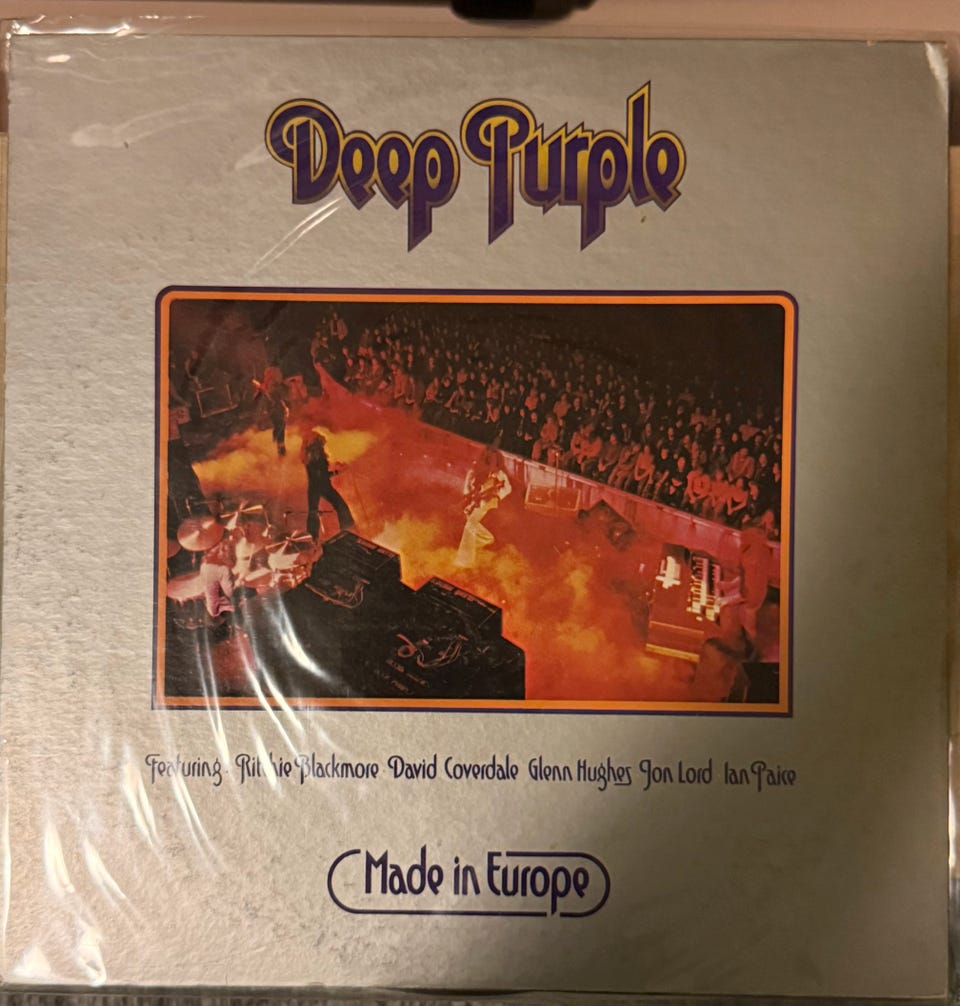 Deep Purple
Featuring Ritchie Blackmore David Coverdale Glenn Hughes Jon Lord Ian Paice
Made in Europe